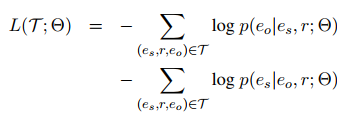 L(𝒯; Θ) = − ∑_{(e_s,r,e_o)∈𝒯} log p(e_o|e_s, r; Θ)
− ∑_{(e_s,r,e_o)∈𝒯} log p(e_s|e_o, r; Θ)